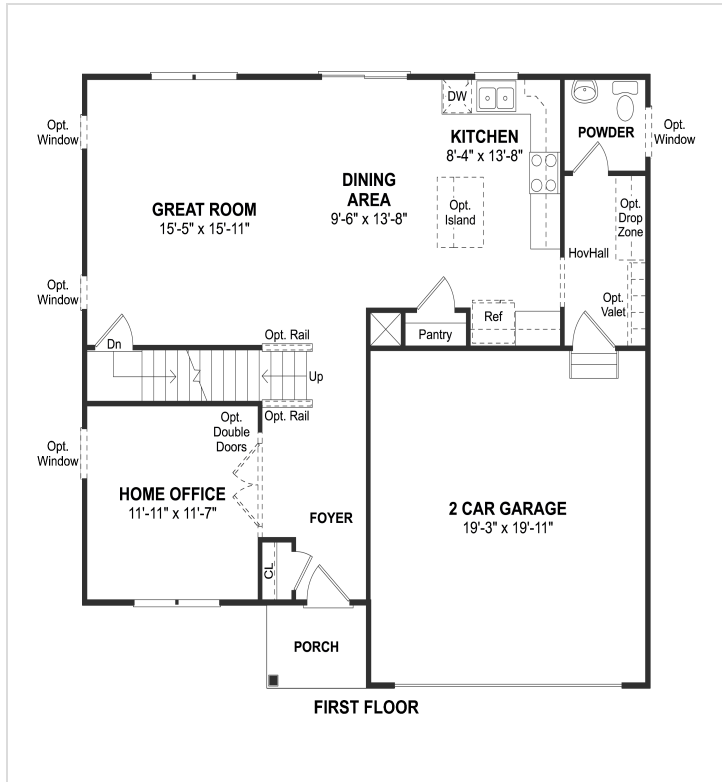 DW
KITCHEN
8'-4" x 13'-8"
POWDER
Opt.
Window
Opt.
Window
DINING
AREA
9'-6" x 13'-8"
GREAT ROOM
15'-5" x 15'-11"
Opt.
Island
Opt.
Drop
Zone
HovHall
Opt.
Window
Opt.
Valet
Ref
Pantry
Opt. Rail
Dn
Up
Opt. Rail
Opt.
Double
Doors
Opt.
Window
HOME OFFICE
11'-11" x 11'-7"
FOYER
2 CAR GARAGE
19'-3" x 19'-11"
CL
PORCH
FIRST FLOOR